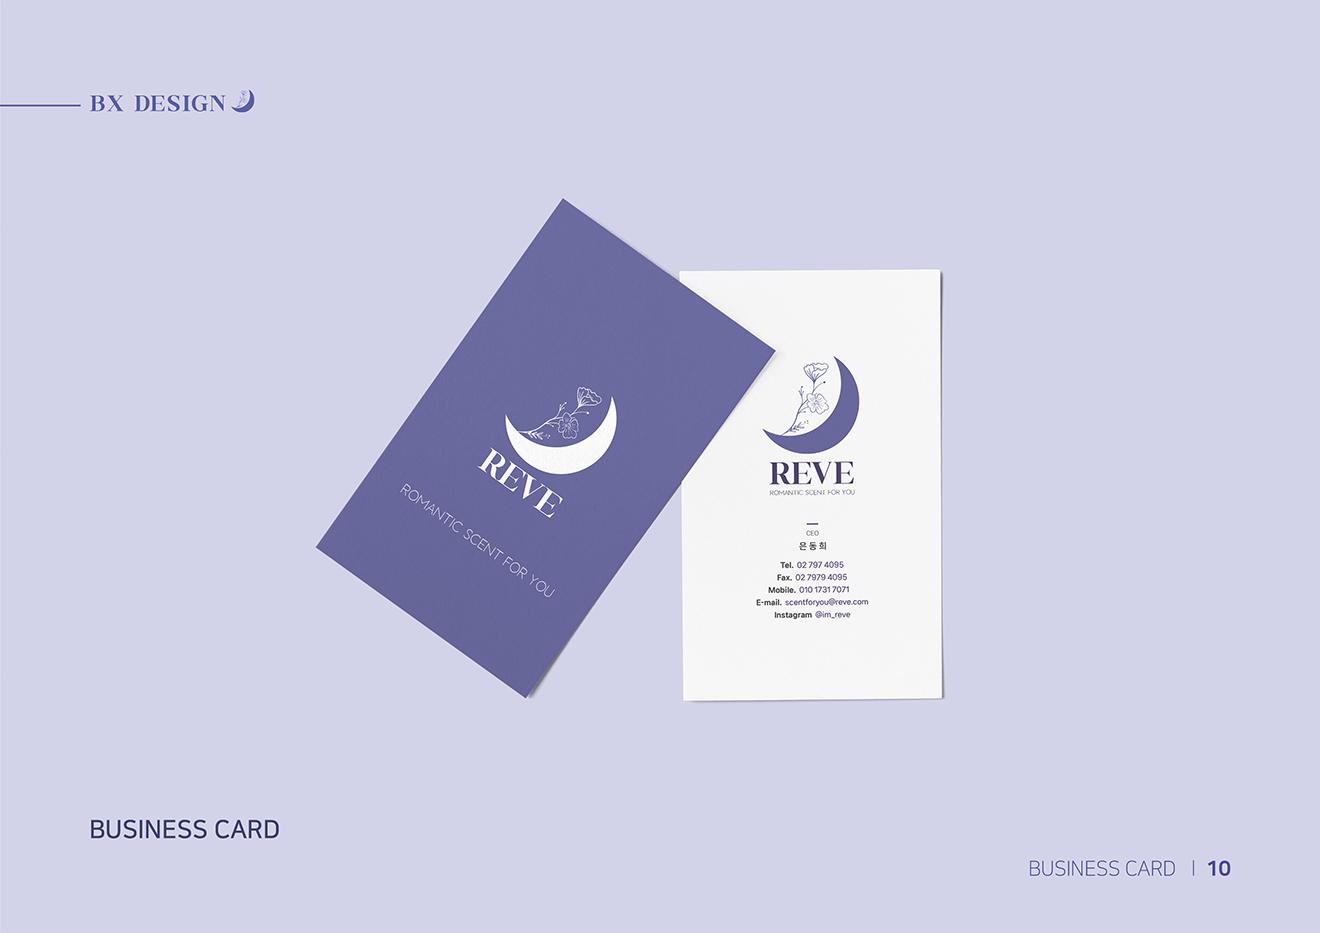 BX DESIGN
REVE
ROMANTIC SCENT FOR YOU
REVE
ROMANTIC SCENT FOR YOU
CEO
은동희
Tel. 02 797 4095
Fax. 02 7979 4095
Mobile. 010 1731 7071
E-mail. scentforyou@reve.com
Instagram @im_reve
BUSINESS CARD
BUSINESS CARD | 10